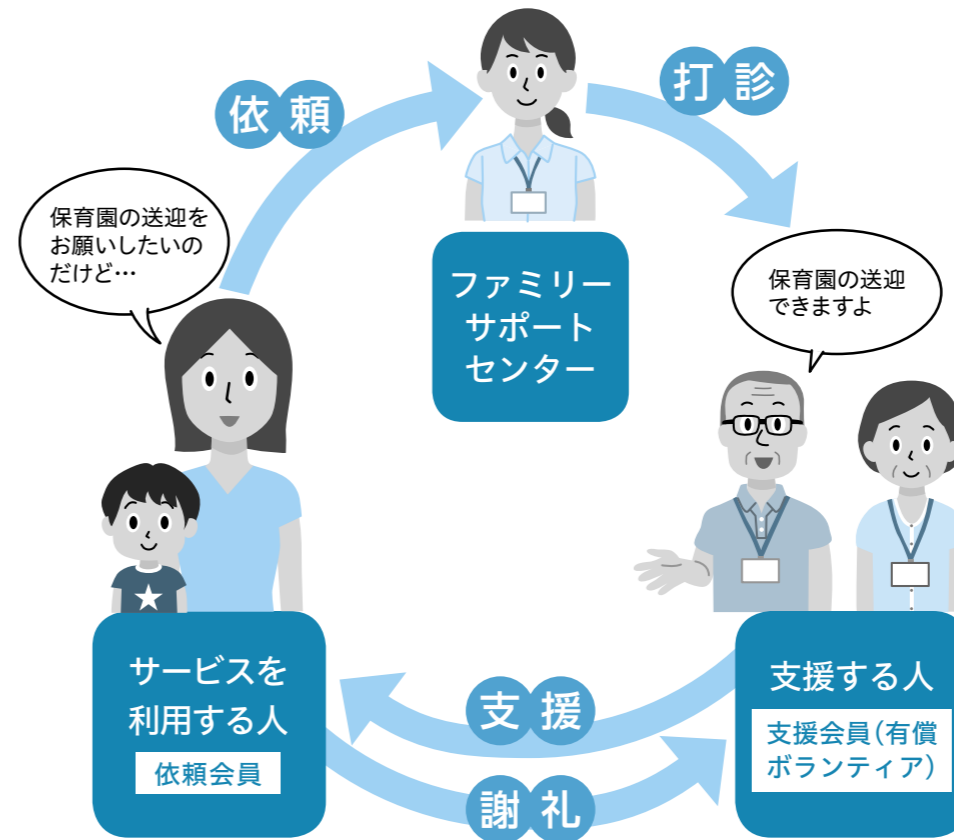 依頼
打診
保育園の送迎を
お願いしたいの
だけど…
ファミリー
サポート
センター
保育園の送迎
できますよ
サービスを
利用する人
依頼会員
支援
謝礼
支援する人
支援会員(有償
ボランティア)